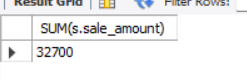 Result Grid
Filter Rows:
SUM(s.sale_amount)
32700